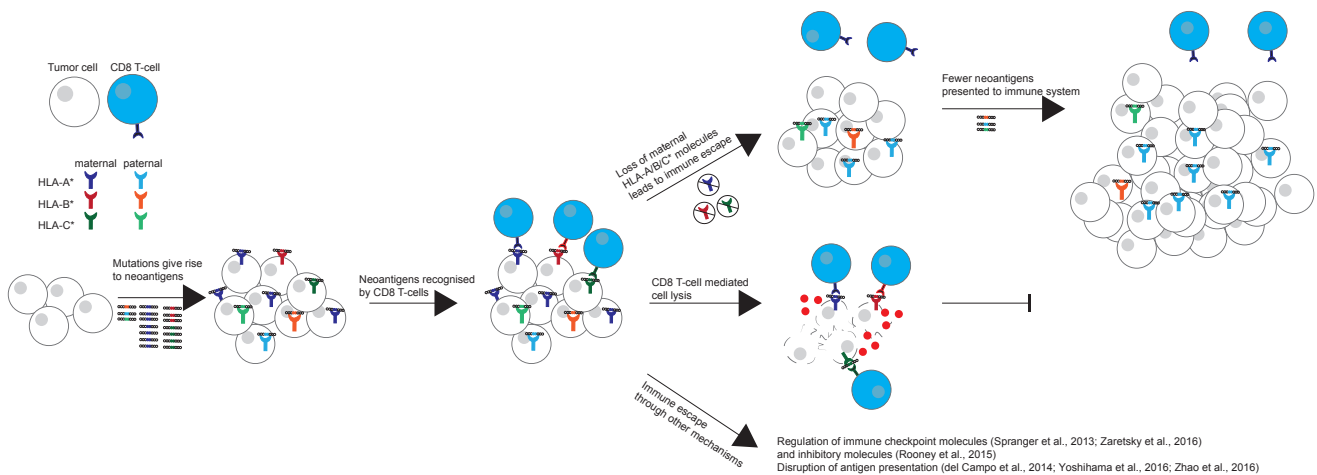 Tumor cell CD8 T-cell
maternal paternal
HLA-A*
HLA-B*
HLA-C*
Mutations give rise
to neoantigens
Neoantigens recognised
by CD8 T-cells
Loss of maternal
HLA-A/B/C* molecules
leads to immune escape
Fewer neoantigens
presented to immune system
CD8 T-cell mediated
cell lysis
Immune escape
through other mechanisms
Regulation of immune checkpoint molecules (Spranger et al., 2013; Zaretsky et al., 2016)
and inhibitory molecules (Rooney et al., 2015)
Disruption of antigen presentation (del Campo et al., 2014; Yoshihama et al., 2016; Zhao et al., 2016)